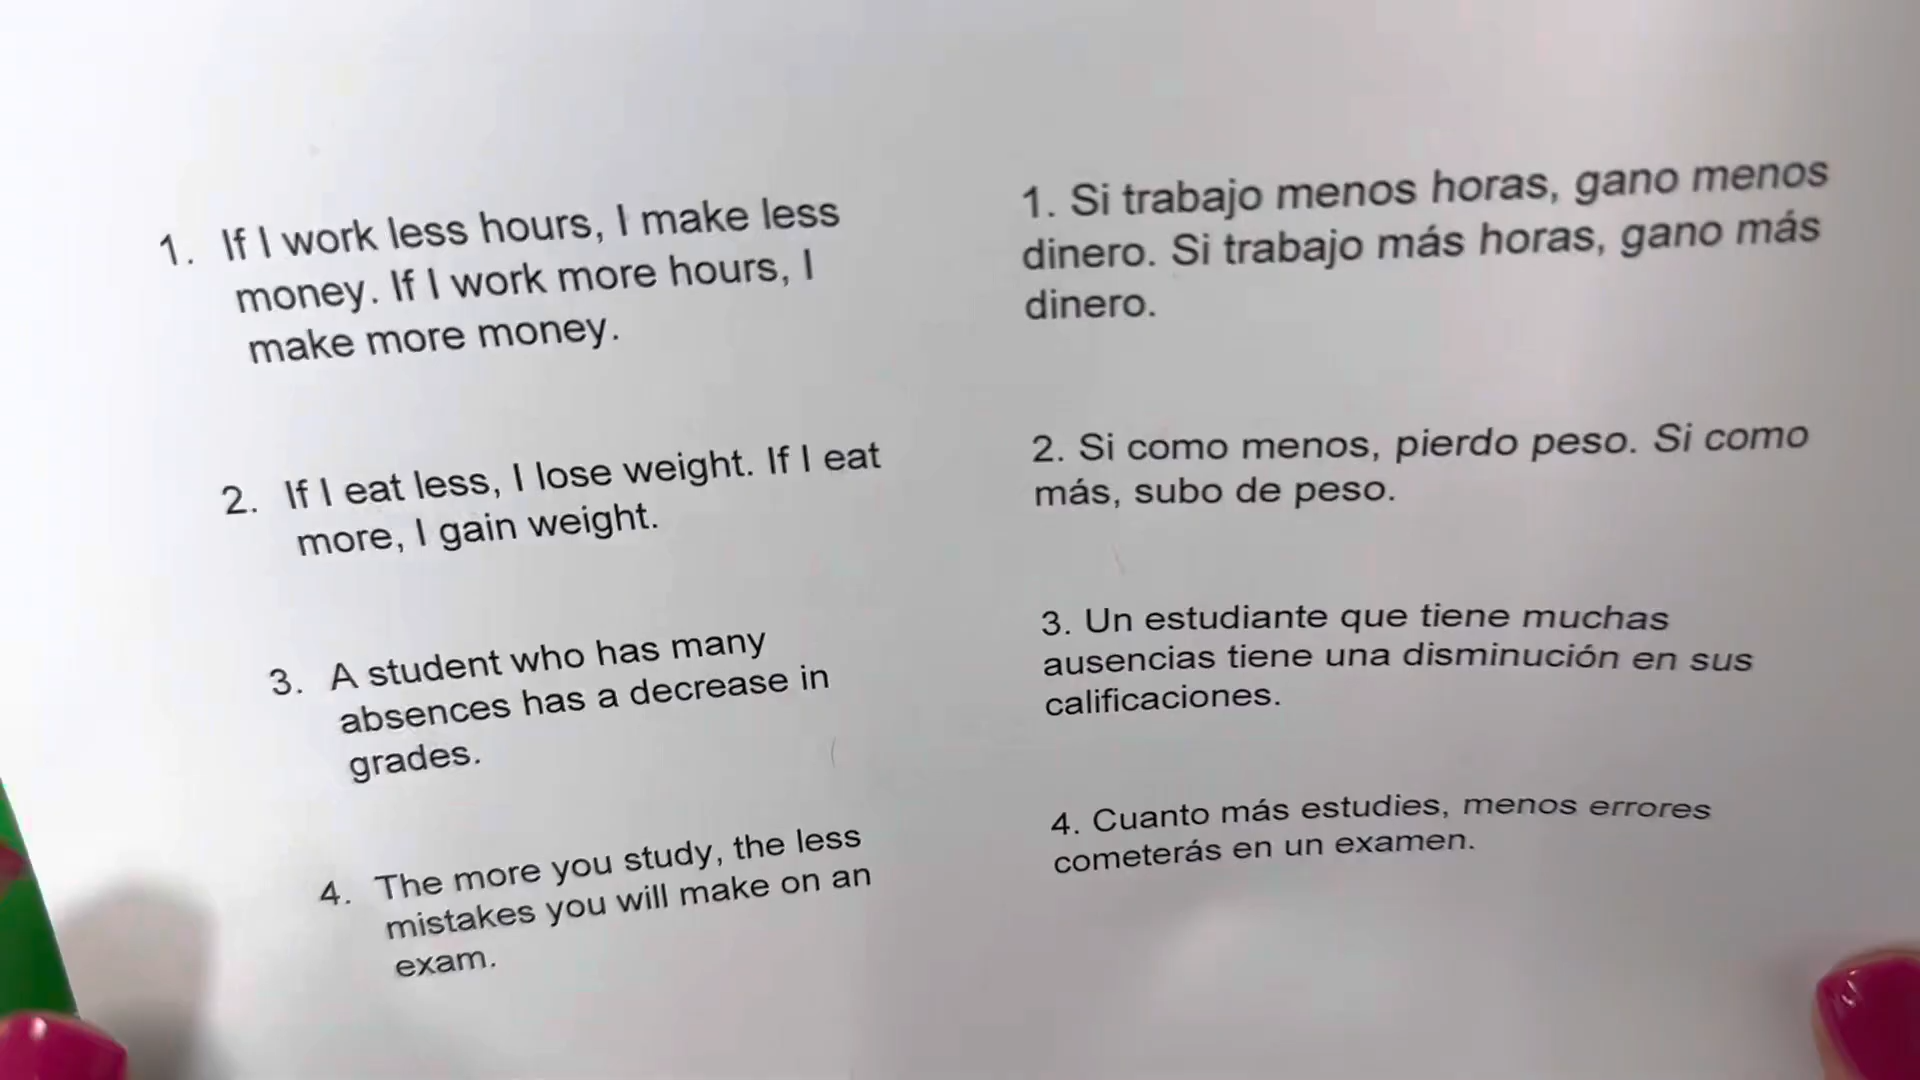 1. If I work less hours, I make less
money. If I work more hours, I
make more money.
2. If I eat less, I lose weight. If I eat
more, I gain weight.
3. A student who has many
absences has a decrease in
grades.
4. The more you study, the less
mistakes you will make on an
exam.
1. Si trabajo menos horas, gano menos
dinero. Si trabajo más horas, gano más
dinero.
2. Si como menos, pierdo peso. Si como
más, subo de peso.
3. Un estudiante que tiene muchas
ausencias tiene una disminución en sus
calificaciones.
4. Cuanto más estudies, menos errores
cometerás en un examen.